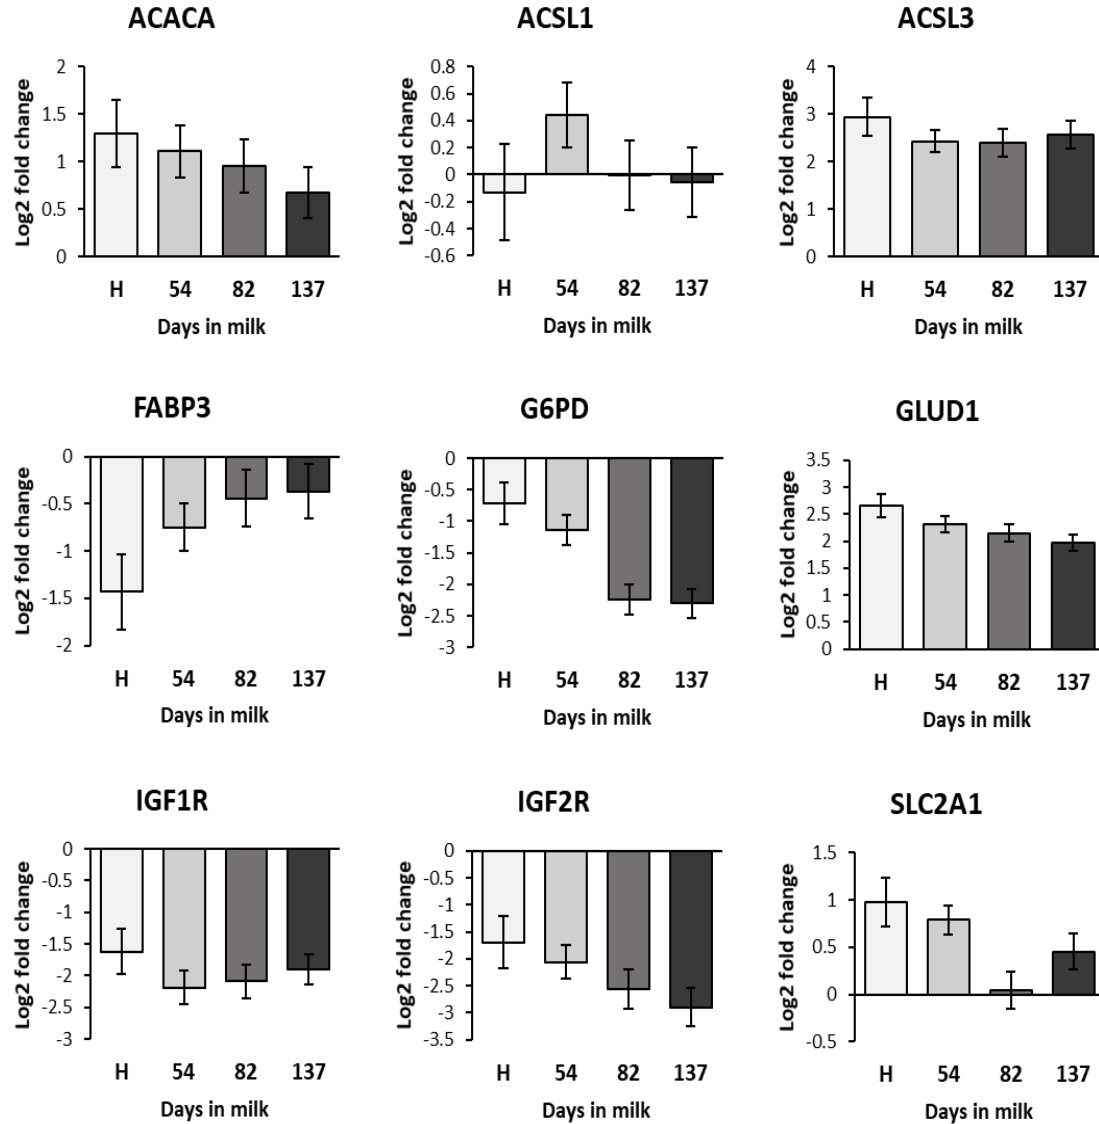 ACACA
Log2 fold change
2
1.5
1
0.5
0
H 54 82 137
Days in milk
ACSL1
Log2 fold change
0.8
0.6
0.4
0.2
0
-0.2
-0.4
-0.6
H 54 82 137
Days in milk
ACSL3
Log2 fold change
4
3
2
1
0
H 54 82 137
Days in milk
FABP3
Log2 fold change
0
-0.5
-1
-1.5
-2
H 54 82 137
Days in milk
G6PD
Log2 fold change
0
-0.5
-1
-1.5
-2
-2.5
-3
H 54 82 137
Days in milk
GLUD1
Log2 fold change
3.5
3
2.5
2
1.5
1
0.5
0
H 54 82 137
Days in milk
IGF1R
Log2 fold change
0
-0.5
-1
-1.5
-2
-2.5
-3
H 54 82 137
Days in milk
IGF2R
Log2 fold change
0
-0.5
-1
-1.5
-2
-2.5
-3
-3.5
H 54 82 137
Days in milk
SLC2A1
Log2 fold change
1.5
1
0.5
0
-0.5
H 54 82 137
Days in milk